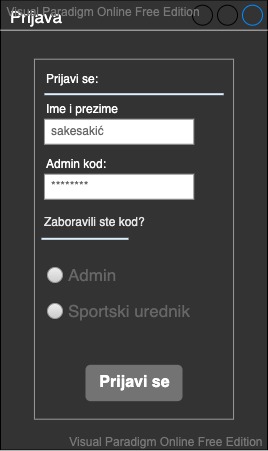 Visual Paradigm Online Free Edition
Prijava
Prijavi se:
Ime i prezime
sakesakić
Admin kod:
********
Zaboravili ste kod?
Admin
Sportski urednik
Prijavi se
Visual Paradigm Online Free Edition